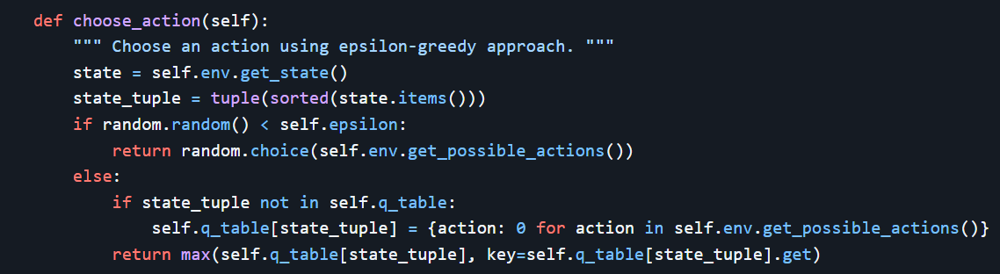 def choose_action(self):
    """ Choose an action using epsilon-greedy approach. """
    state = self.env.get_state()
    state_tuple = tuple(sorted(state.items()))
    if random.random() < self.epsilon:
        return random.choice(self.env.get_possible_actions())
    else:
        if state_tuple not in self.q_table:
            self.q_table[state_tuple] = {action: 0 for action in self.env.get_possible_actions()}
        return max(self.q_table[state_tuple], key=self.q_table[state_tuple].get)